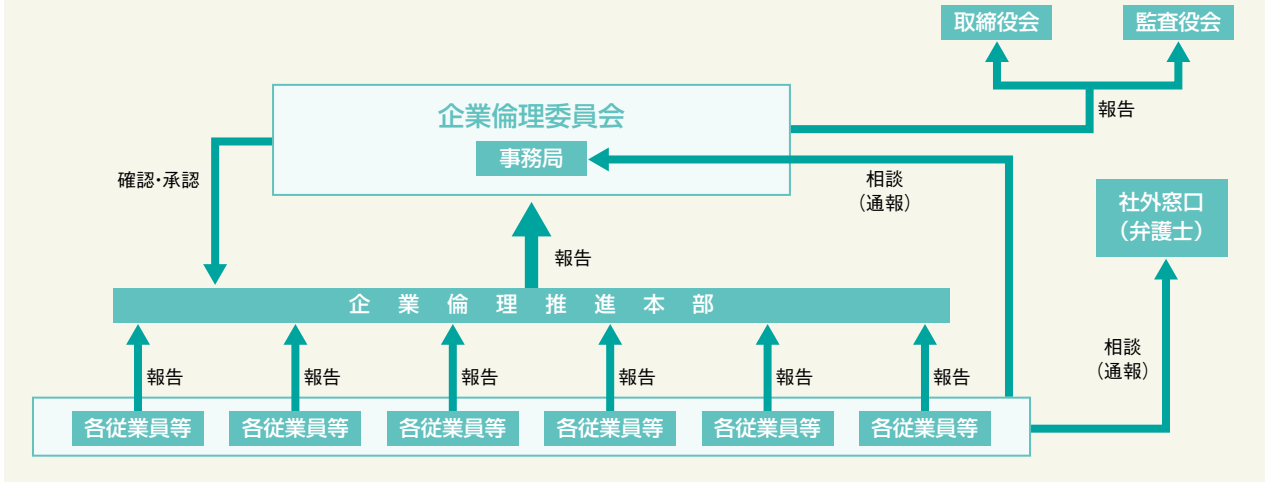 取締役会
監査役会
報告
企業倫理委員会
事務局
確認・承認
相談
（通報）
社外窓口
（弁護士）
報告
企業倫理推進本部
相談
（通報）
報告
報告
報告
報告
報告
報告
各従業員等
各従業員等
各従業員等
各従業員等
各従業員等
各従業員等